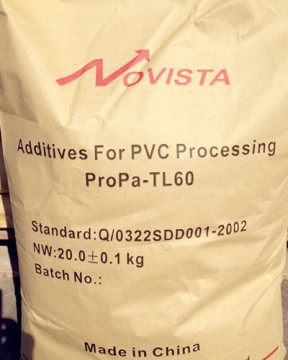 NOVISTA
Additives For PVC Processing
ProPa-TL60
Standard:Q/0322SDD001-2002
NW:20.0±0.1 kg
Batch No.:
Made in China